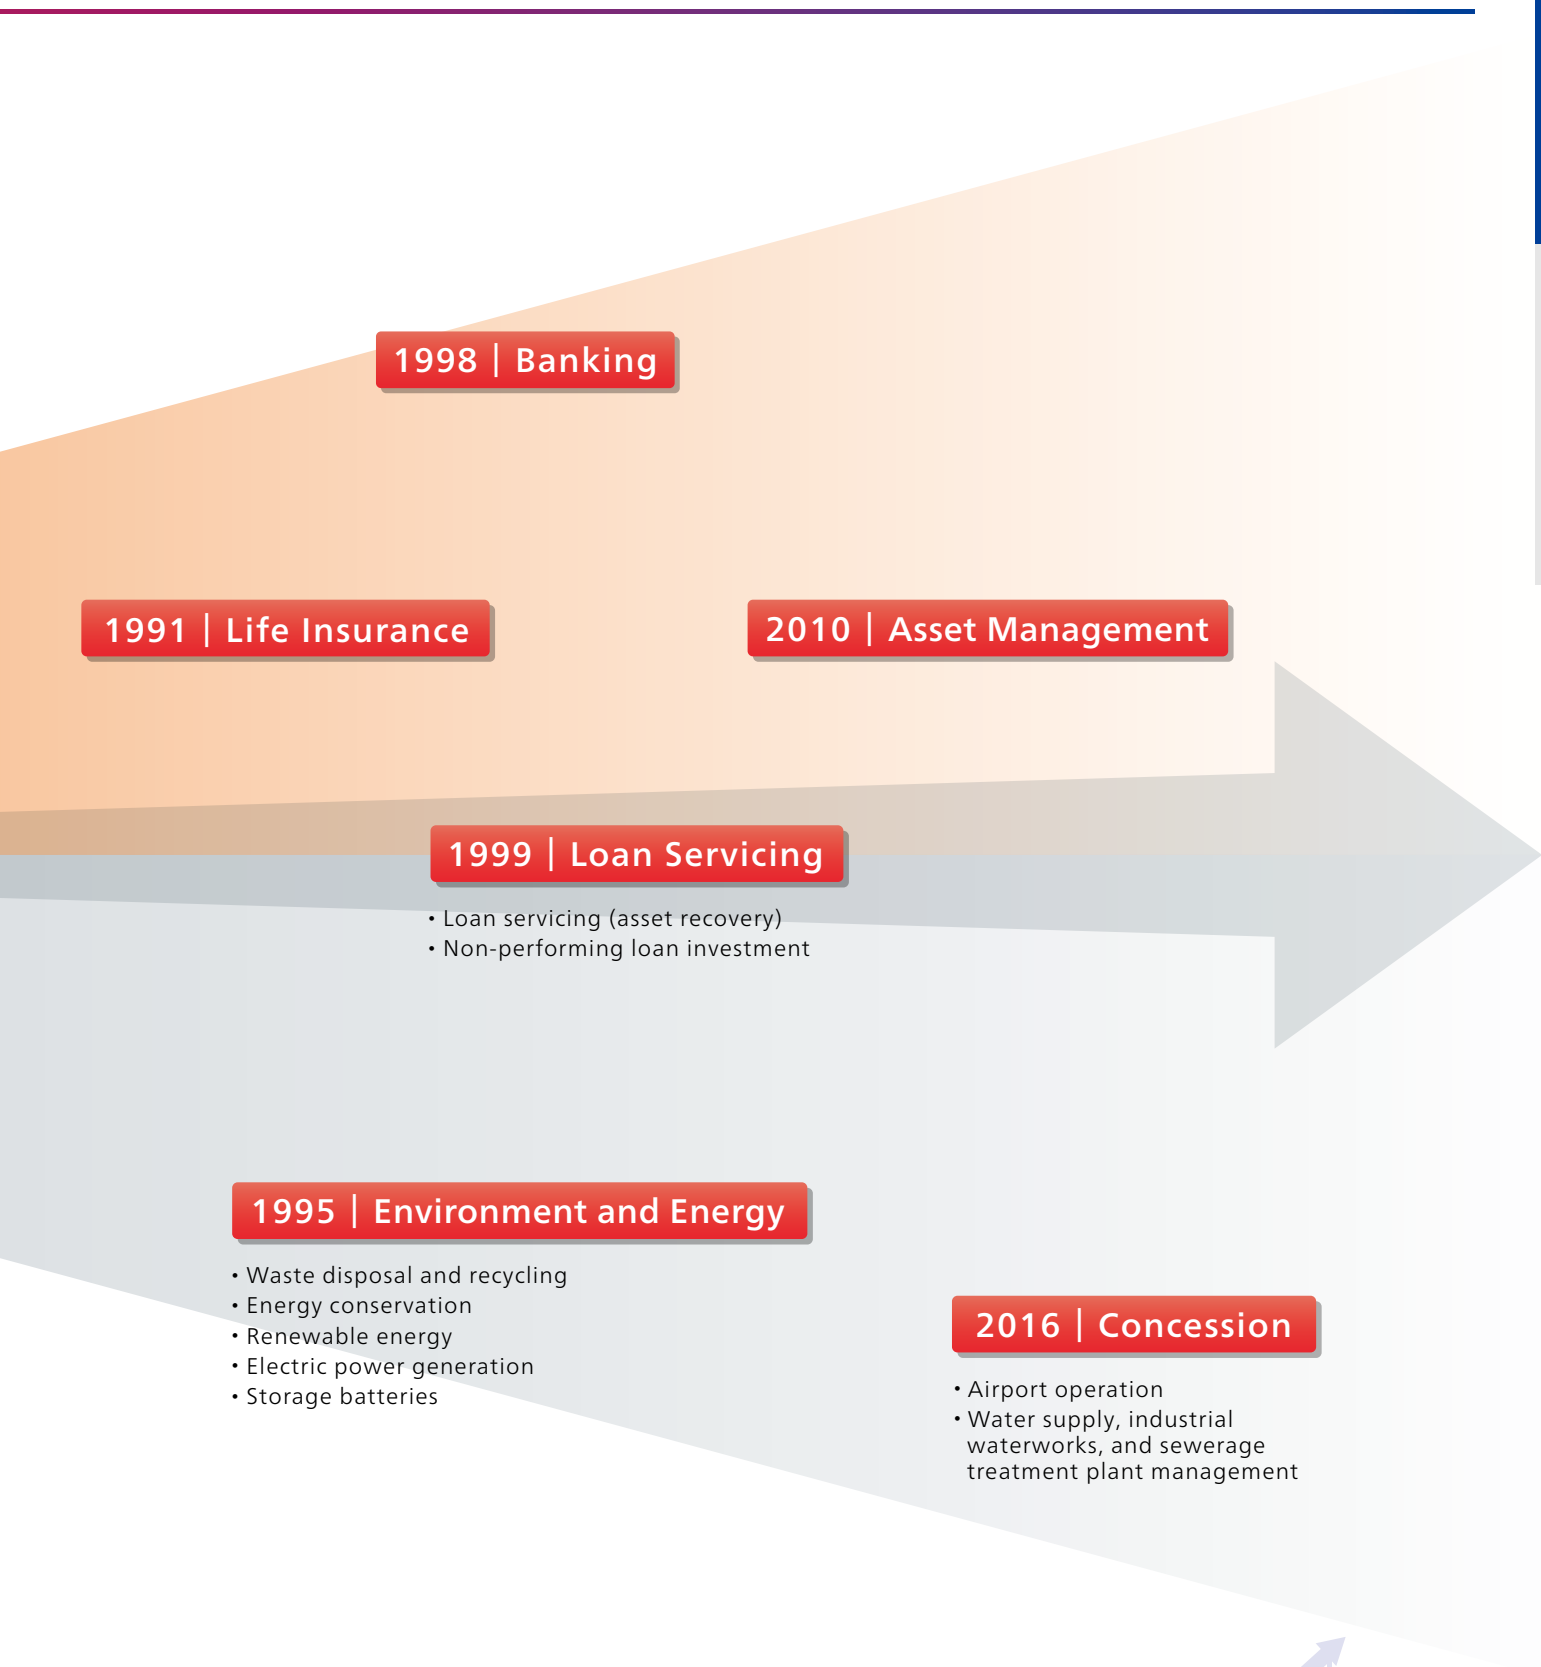 1998 | Banking
1991 | Life Insurance
2010 | Asset Management
1999 | Loan Servicing
• Loan servicing (asset recovery)
• Non-performing loan investment
1995 | Environment and Energy
• Waste disposal and recycling
• Energy conservation
• Renewable energy
• Electric power generation
• Storage batteries
2016 | Concession
• Airport operation
• Water supply, industrial
waterworks, and sewerage
treatment plant management